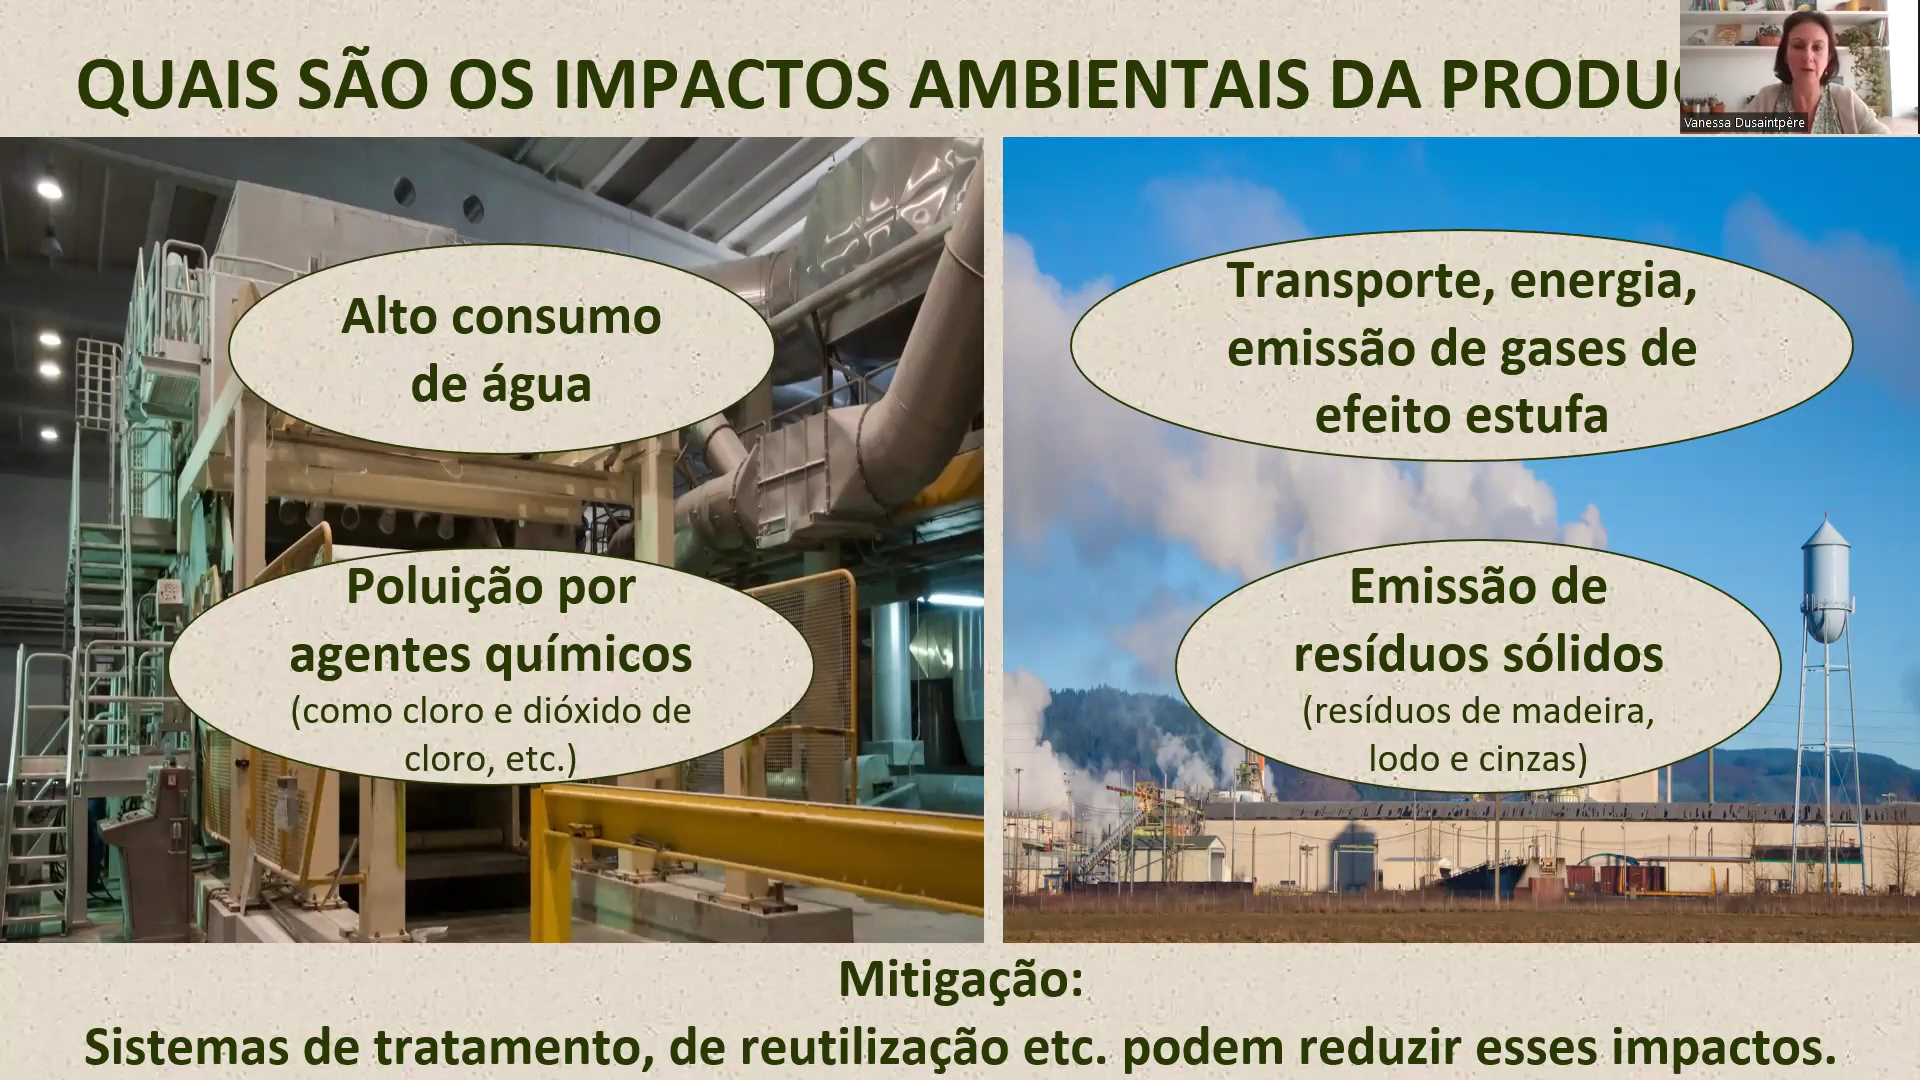 QUAIS SÃO OS IMPACTOS AMBIENTAIS DA
Vanessa Dusaintpère
Alto consumo
de água
Poluição por
agentes químicos
(como cloro e dióxido de
cloro, etc.)
Transporte, energia,
emissão de gases de
efeito estufa
Emissão de
resíduos sólidos
(resíduos de madeira,
lodo e cinzas)
Mitigação:
Sistemas de tratamento, de reutilização etc. podem reduzir esses impactos.